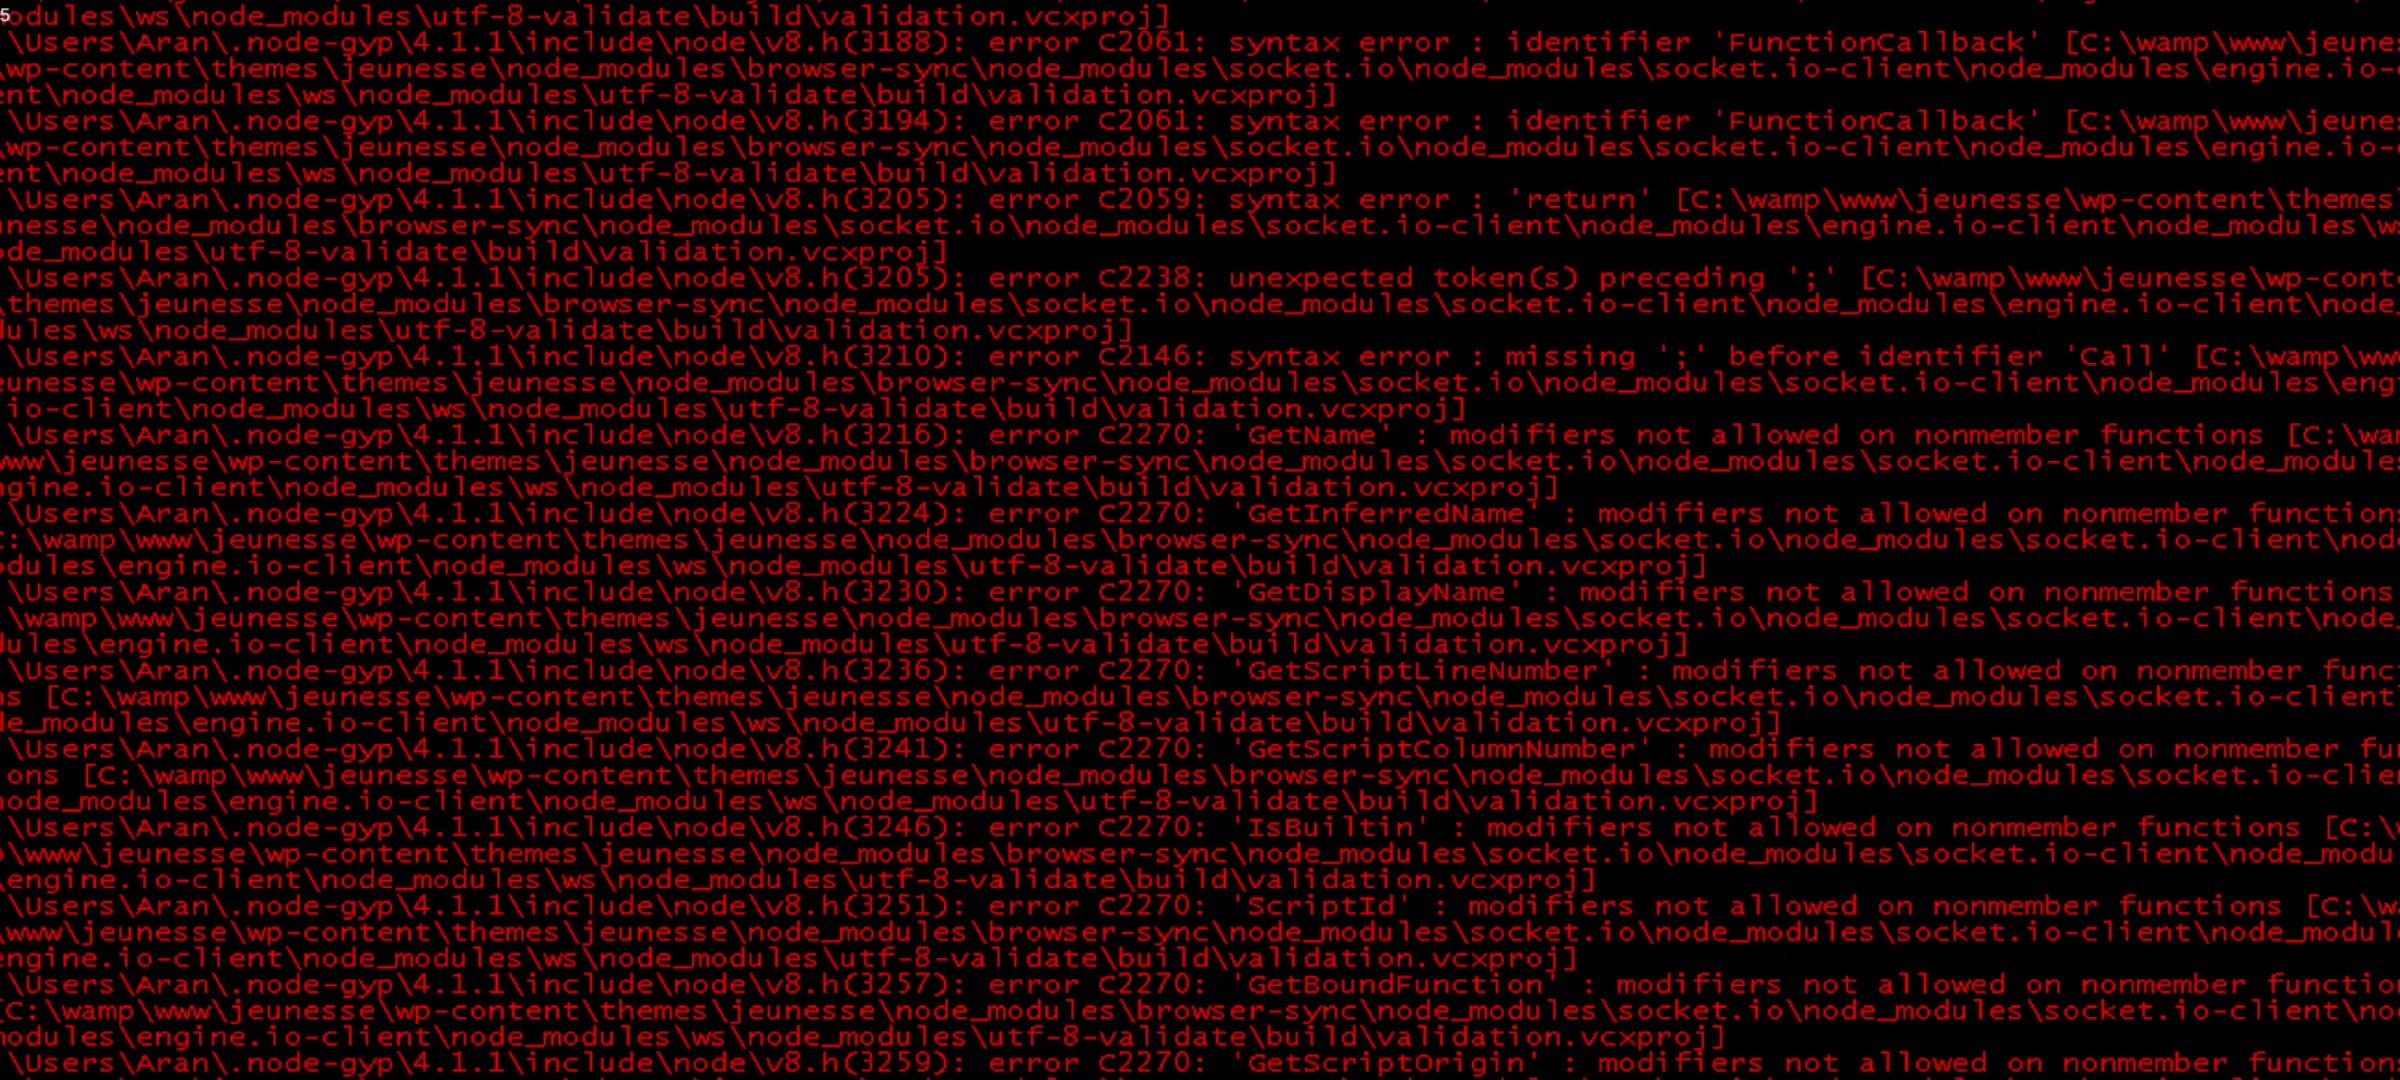 5
odules\ws\node_modules\utf-8-validate\build\validation.vcxproj]
\Users\Aran\.node-gyp\4.1.1\include\node\v8.h(3188): error C2061: syntax error : identifier 'FunctionCallback' [C:\wamp\www\jeune
\wp-content\themes\jeunesse\node_modules\browser-sync\node_modules\socket.io\node_modules\socket.io-client\node_modules\engine.io-
ent\node_modules\ws\node_modules\utf-8-validate\build\validation.vcxproj]
\Users\Aran\.node-gyp\4.1.1\include\node\v8.h(3194): error C2061: syntax error : identifier 'FunctionCallback' [C:\wamp\www\jeune
\wp-content\themes\jeunesse\node_modules\browser-sync\node_modules\socket.io\node_modules\socket.io-client\node_modules\engine.io-
ent\node_modules\ws\node_modules\utf-8-validate\build\validation.vcxproj]
\Users\Aran\.node-gyp\4.1.1\include\node\v8.h(3205): error C2059: syntax error : 'return' [C:\wamp\www\jeunesse\wp-content\themes
nesse\node_modules\browser-sync\node_modules\socket.io\node_modules\socket.io-client\node_modules\engine.io-client\node_modules\w
de_modules\utf-8-validate\build\validation.vcxproj]
\Users\Aran\.node-gyp\4.1.1\include\node\v8.h(3205): error C2238: unexpected token(s) preceding ';' [C:\wamp\www\jeunesse\wp-cont
\themes\jeunesse\node_modules\browser-sync\node_modules\socket.io\node_modules\socket.io-client\node_modules\engine.io-client\node
ules\ws\node_modules\utf-8-validate\build\validation.vcxproj]
\Users\Aran\.node-gyp\4.1.1\include\node\v8.h(3210): error C2146: syntax error : missing ';' before identifier 'Call' [C:\wamp\ww
eunesse\wp-content\themes\jeunesse\node_modules\browser-sync\node_modules\socket.io\node_modules\socket.io-client\node_modules\eng
io-client\node_modules\ws\node_modules\utf-8-validate\build\validation.vcxproj]
\Users\Aran\.node-gyp\4.1.1\include\node\v8.h(3216): error C2270: 'GetName' : modifiers not allowed on nonmember functions [C:\wa
www\jeunesse\wp-content\themes\jeunesse\node_modules\browser-sync\node_modules\socket.io\node_modules\socket.io-client\node_modules
ngine.io-client\node_modules\ws\node_modules\utf-8-validate\build\validation.vcxproj]
\Users\Aran\.node-gyp\4.1.1\include\node\v8.h(3224): error C2270: 'GetInferredName' : modifiers not allowed on nonmember function
C:\wamp\www\jeunesse\wp-content\themes\jeunesse\node_modules\browser-sync\node_modules\socket.io\node_modules\socket.io-client\nod
dules\engine.io-client\node_modules\ws\node_modules\utf-8-validate\build\validation.vcxproj]
\Users\Aran\.node-gyp\4.1.1\include\node\v8.h(3230): error C2270: 'GetDisplayName' : modifiers not allowed on nonmember functions
\wamp\www\jeunesse\wp-content\themes\jeunesse\node_modules\browser-sync\node_modules\socket.io\node_modules\socket.io-client\node_
ules\engine.io-client\node_modules\ws\node_modules\utf-8-validate\build\validation.vcxproj]
\Users\Aran\.node-gyp\4.1.1\include\node\v8.h(3236): error C2270: 'GetScriptLineNumber' : modifiers not allowed on nonmember func
s [C:\wamp\www\jeunesse\wp-content\themes\jeunesse\node_modules\browser-sync\node_modules\socket.io\node_modules\socket.io-client
de_modules\engine.io-client\node_modules\ws\node_modules\utf-8-validate\build\validation.vcxproj]
\Users\Aran\.node-gyp\4.1.1\include\node\v8.h(3241): error C2270: 'GetScriptColumnNumber' : modifiers not allowed on nonmember fu
ons [C:\wamp\www\jeunesse\wp-content\themes\jeunesse\node_modules\browser-sync\node_modules\socket.io\node_modules\socket.io-clie
node_modules\engine.io-client\node_modules\ws\node_modules\utf-8-validate\build\validation.vcxproj]
\Users\Aran\.node-gyp\4.1.1\include\node\v8.h(3246): error C2270: 'IsBuiltin' : modifiers not allowed on nonmember functions [C:\
\www\jeunesse\wp-content\themes\jeunesse\node_modules\browser-sync\node_modules\socket.io\node_modules\socket.io-client\node_modu
\engine.io-client\node_modules\ws\node_modules\utf-8-validate\build\validation.vcxproj]
\Users\Aran\.node-gyp\4.1.1\include\node\v8.h(3251): error C2270: 'ScriptId' : modifiers not allowed on nonmember functions [C:\w
\www\jeunesse\wp-content\themes\jeunesse\node_modules\browser-sync\node_modules\socket.io\node_modules\socket.io-client\node_modul
engine.io-client\node_modules\ws\node_modules\utf-8-validate\build\validation.vcxproj]
\Users\Aran\.node-gyp\4.1.1\include\node\v8.h(3257): error C2270: 'GetBoundFunction' : modifiers not allowed on nonmember functio
[C:\wamp\www\jeunesse\wp-content\themes\jeunesse\node_modules\browser-sync\node_modules\socket.io\node_modules\socket.io-client\no
modules\engine.io-client\node_modules\ws\node_modules\utf-8-validate\build\validation.vcxproj]
\Users\Aran\.node-gyp\4.1.1\include\node\v8.h(3259): error C2270: 'GetScriptOrigin' : modifiers not allowed on nonmember function